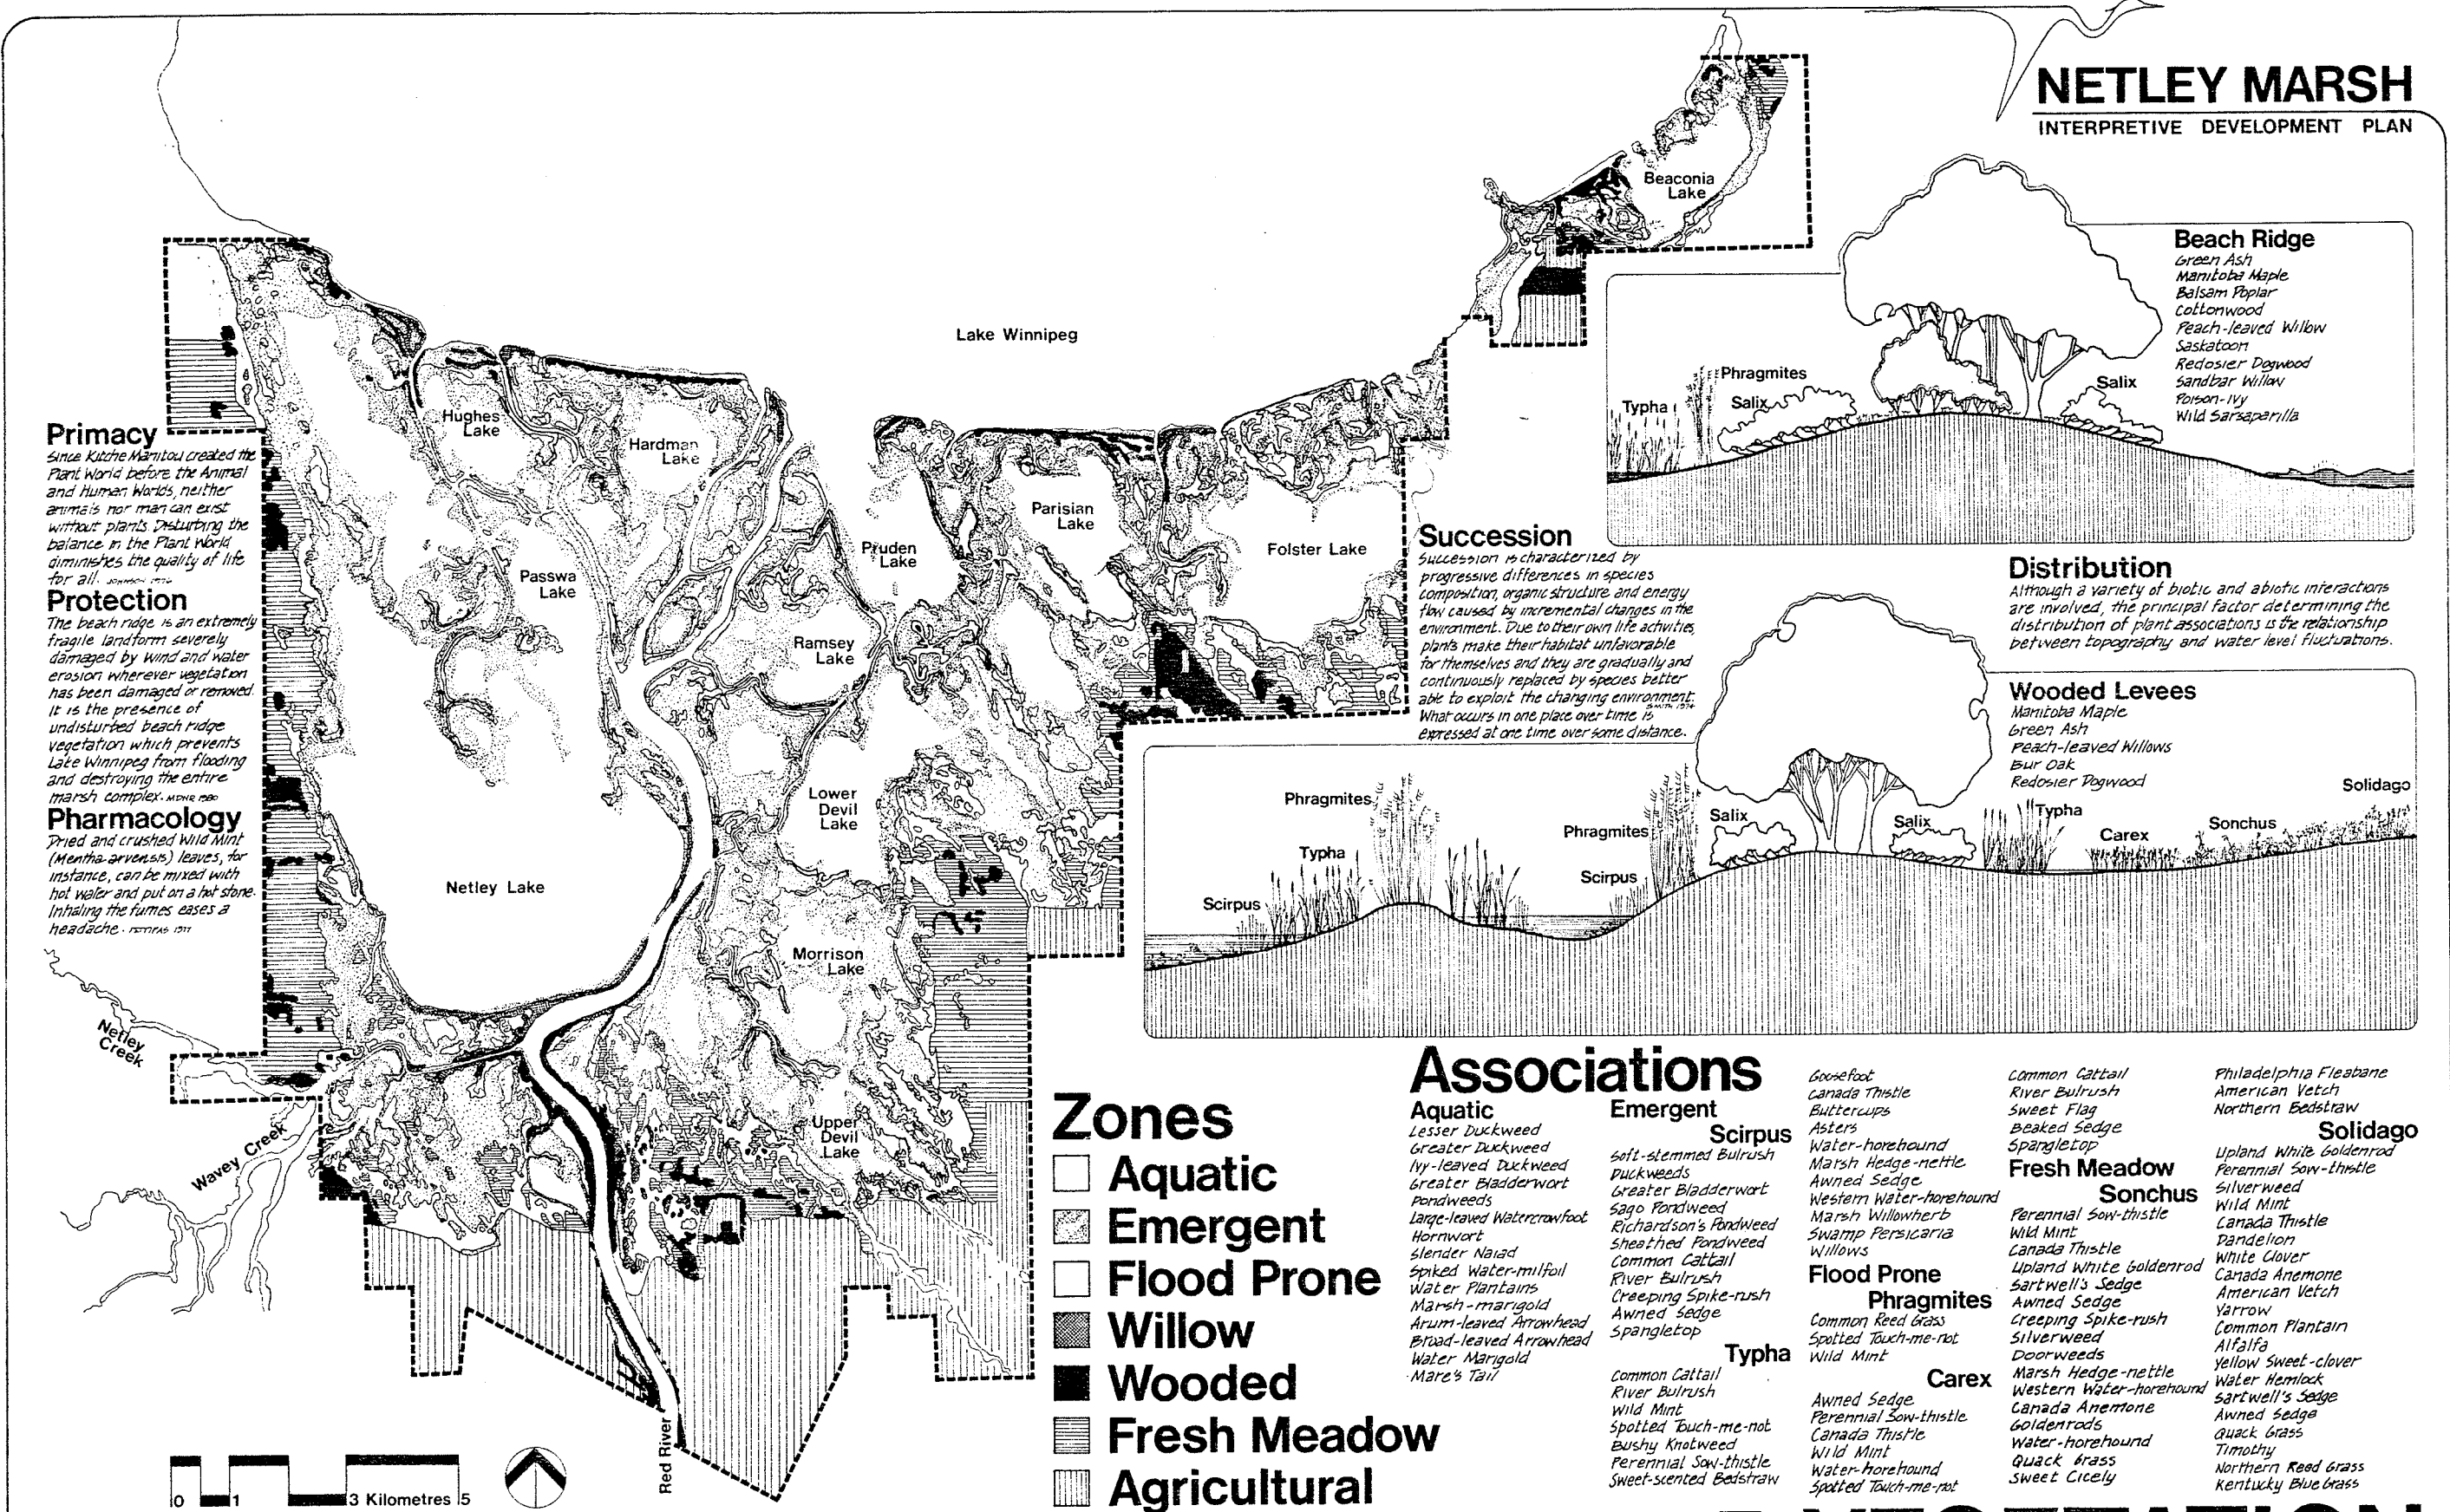 NETLEY MARSH
INTERPRETIVE DEVELOPMENT PLAN
Beaconia
Lake
Lake Winnipeg
Hughes
Lake
Hardman
Lake
Parisian
Lake
Folster Lake
Pruden
Lake
Passwa
Lake
Ramsey
Lake
Lower
Devil
Lake
Netley Lake
Morrison
Lake
Upper
Devil
Lake
Netley
Creek
Wavey Creek
Red River
0 1 3 Kilometres 5
Primacy
Since Kitche Manitou created the
Plant World before the Animal
and Human Worlds, neither
animals nor man can exist
without plants. Disturbing the
balance in the Plant World
diminishes the quality of life
for all. JOHNSON 1976
Protection
The beach ridge is an extremely
fragile landform severely
damaged by wind and water
erosion wherever vegetation
has been damaged or removed.
It is the presence of
undisturbed beach ridge
vegetation which prevents
Lake Winnipeg from flooding
and destroying the entire
marsh complex. MDNR 1980
Pharmacology
Dried and crushed Wild Mint
(Mentha arvensis) leaves, for
instance, can be mixed with
hot water and put on a hot stone.
Inhaling the fumes eases a
headache.
Beach Ridge
Green Ash
Manitoba Maple
Balsam Poplar
Cottonwood
Peach-leaved Willow
Saskatoon
Redosier Dogwood
Sandbar Willow
Poison-Ivy
Wild Sarsaparilla
Typha
Phragmites
Salix
Salix
Succession
Succession is characterized by
progressive differences in species
composition, organic structure and energy
flow caused by incremental changes in the
environment. Due to their own life activities,
plants make their habitat unfavorable
for themselves and they are gradually and
continuously replaced by species better
able to exploit the changing environment.
SMITH 1974
What occurs in one place over time is
expressed at one time over some distance.
Distribution
Although a variety of biotic and abiotic interactions
are involved, the principal factor determining the
distribution of plant associations is the relationship
between topography and water level fluctuations.
Wooded Levees
Manitoba Maple
Green Ash
Peach-leaved Willows
Bur Oak
Redosier Dogwood
Scirpus
Typha
Phragmites
Scirpus
Phragmites
Salix
Salix
Typha
Carex
Sonchus
Solidago
Zones
Aquatic
Emergent
Flood Prone
Willow
Wooded
Fresh Meadow
Agricultural
Associations
Aquatic
Lesser Duckweed
Greater Duckweed
Ivy-leaved Duckweed
Greater Bladderwort
Pondweeds
Large-leaved Watercrowfoot
Hornwort
Slender Naiad
Spiked Water-milfoil
Water Plantains
Marsh-marigold
Arum-leaved Arrowhead
Broad-leaved Arrowhead
Water Marigold
Mare's Tail
Emergent
Scirpus
Soft-stemmed Bulrush
Duckweeds
Greater Bladderwort
Sago Pondweed
Richardson's Pondweed
Sheathed Pondweed
Common Cattail
River Bulrush
Creeping Spike-rush
Awned Sedge
Spangletop
Typha
Common Cattail
River Bulrush
Wild Mint
Spotted Touch-me-not
Bushy Knotweed
Perennial Sow-thistle
Sweet-scented Bedstraw
Goosefoot
Canada Thistle
Buttercups
Asters
Water-horehound
Marsh Hedge-nettle
Awned Sedge
Western Water-horehound
Marsh Willowherb
Swamp Persicaria
Willows
Flood Prone
Phragmites
Common Reed Grass
Spotted Touch-me-not
Wild Mint
Carex
Awned Sedge
Perennial Sow-thistle
Canada Thistle
Wild Mint
Water-horehound
Spotted Touch-me-not
Common Cattail
River Bulrush
Sweet Flag
Beaked Sedge
Spangletop
Fresh Meadow
Sonchus
Perennial Sow-thistle
Wild Mint
Canada Thistle
Upland White Goldenrod
Sartwell's Sedge
Awned Sedge
Creeping Spike-rush
Silverweed
Doorweeds
Marsh Hedge-nettle
Western Water-horehound
Canada Anemone
Goldenrods
Water-horehound
Quack Grass
Sweet Cicely
Philadelphia Fleabane
American Vetch
Northern Bedstraw
Solidago
Upland White Goldenrod
Perennial Sow-thistle
Silverweed
Wild Mint
Canada Thistle
Dandelion
White Clover
Canada Anemone
American Vetch
Yarrow
Common Plantain
Alfalfa
Yellow Sweet-clover
Water Hemlock
Sartwell's Sedge
Awned Sedge
Quack Grass
Timothy
Northern Reed Grass
Kentucky Blue Grass